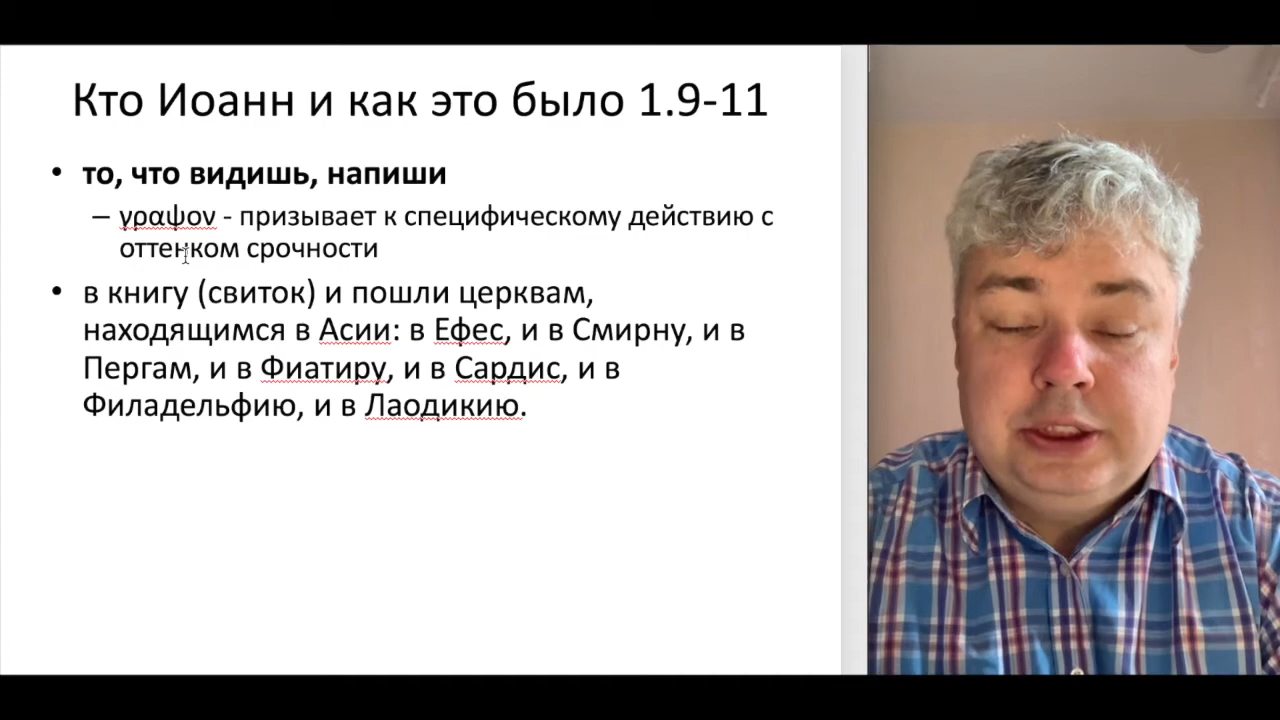 Кто Иоанн и как это было 1.9-11
• то, что видишь, напиши
– γραψον - призывает к специфическому действию с
оттенком срочности
• в книгу (свиток) и пошли церквам,
находящимся в Асии: в Ефес, и в Смирну, и в
Пергам, и в Фиатиру, и в Сардис, и в
Филадельфию, и в Лаодикию.